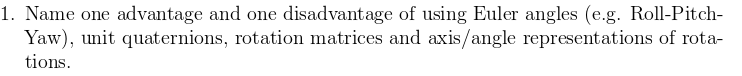 1. Name one advantage and one disadvantage of using Euler angles (e.g. Roll-Pitch-
Yaw), unit quaternions, rotation matrices and axis/angle representations of rota-
tions.